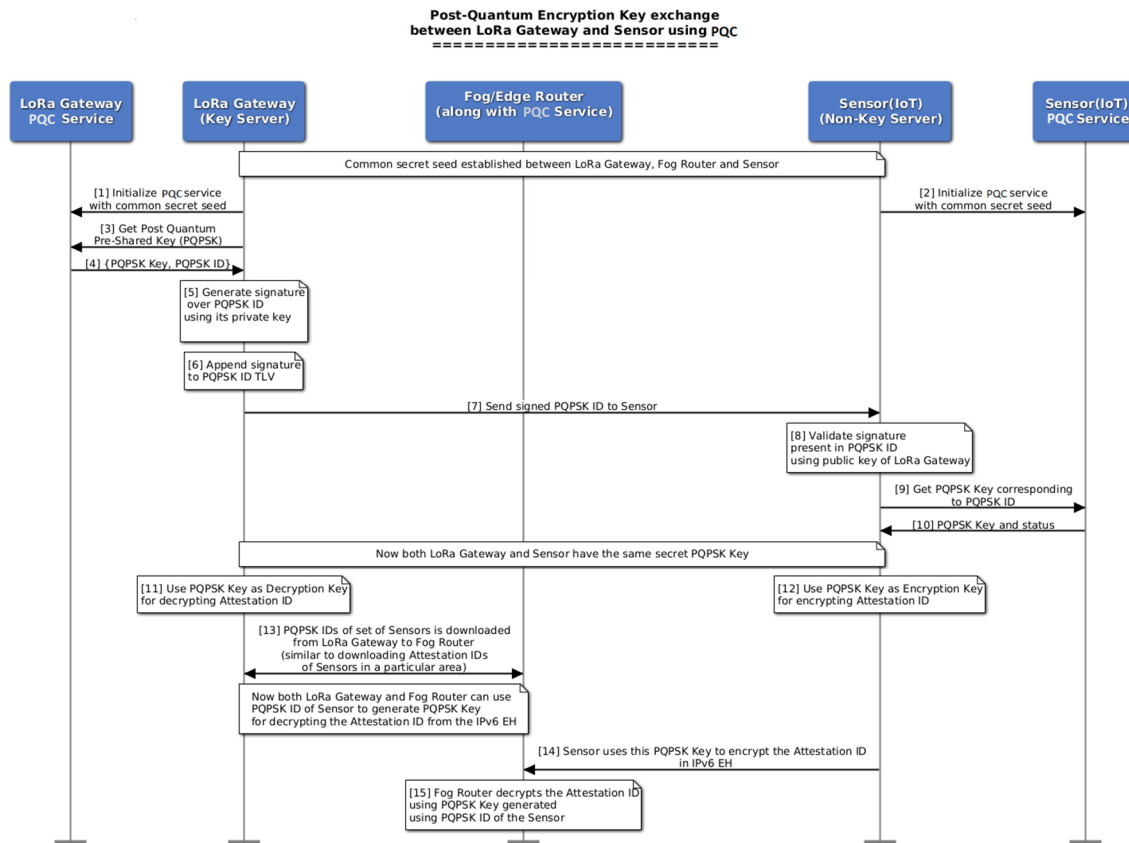 Post-Quantum Encryption Key exchange
between LoRa Gateway and Sensor using PQC
===========================
LoRa Gateway
PQC Service
LoRa Gateway
(Key Server)
Fog/Edge Router
(along with PQC Service)
Sensor(IoT)
(Non-Key Server)
Sensor(IoT)
PQC Service
Common secret seed established between LoRa Gateway, Fog Router and Sensor
[1] Initialize PQC service
with common secret seed
[2] Initialize PQC service
with common secret seed
[3] Get Post Quantum
Pre-Shared Key (PQPSK)
[4] {PQPSK Key, PQPSK ID}
[5] Generate signature
over PQPSK ID
using its private key
[6] Append signature
to PQPSK ID TLV
[7] Send signed PQPSK ID to Sensor
[8] Validate signature
present in PQPSK ID
using public key of LoRa Gateway
[9] Get PQPSK Key corresponding
to PQPSK ID
[10] PQPSK Key and status
Now both LoRa Gateway and Sensor have the same secret PQPSK Key
[11] Use PQPSK Key as Decryption Key
for decrypting Attestation ID
[12] Use PQPSK Key as Encryption Key
for encrypting Attestation ID
[13] PQPSK IDs of set of Sensors is downloaded
from LoRa Gateway to Fog Router
(similar to downloading Attestation IDs
of Sensors in a particular area)
Now both LoRa Gateway and Fog Router can use
PQPSK ID of Sensor to generate PQPSK Key
for decrypting the Attestation ID from the IPv6 EH
[14] Sensor uses this PQPSK Key to encrypt the Attestation ID
in IPv6 EH
[15] Fog Router decrypts the Attestation ID
using PQPSK Key generated
using PQPSK ID of the Sensor